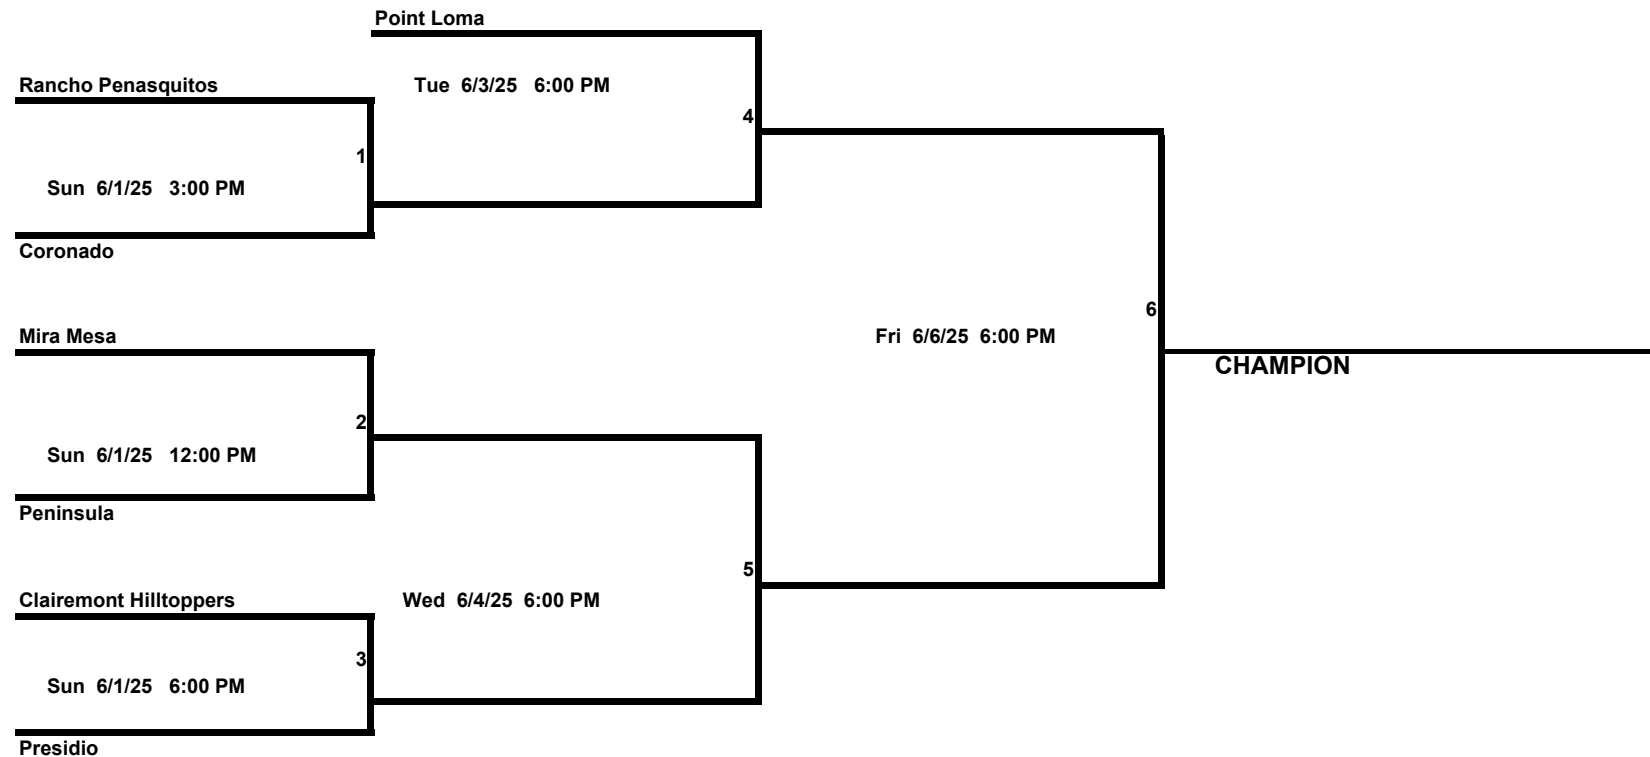 Point Loma
Rancho Penasquitos
Tue 6/3/25 6:00 PM
4
1
Sun 6/1/25 3:00 PM
Coronado
6
Mira Mesa
Fri 6/6/25 6:00 PM
CHAMPION
2
Sun 6/1/25 12:00 PM
Peninsula
5
Clairemont Hilltoppers
Wed 6/4/25 6:00 PM
3
Sun 6/1/25 6:00 PM
Presidio